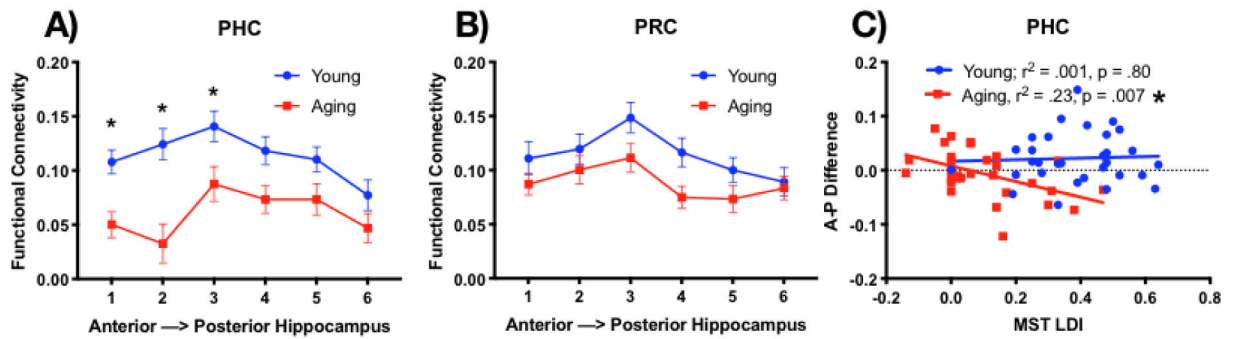 A)
PHC
Functional Connectivity
0.20
0.15
0.10
0.05
0.00
Young
Aging
*
*
*
1 2 3 4 5 6
Anterior —> Posterior Hippocampus
B)
PRC
Functional Connectivity
0.20
0.15
0.10
0.05
0.00
Young
Aging
1 2 3 4 5 6
Anterior —> Posterior Hippocampus
C)
PHC
A-P Difference
0.2
0.1
0.0
-0.1
-0.2
Young; r² = .001, p = .80
Aging, r² = .23, p = .007 *
-0.2 0.0 0.2 0.4 0.6 0.8
MST LDI